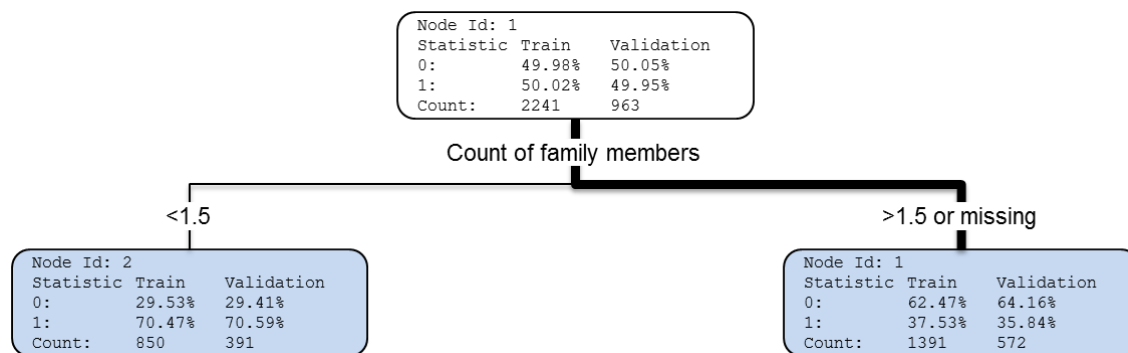 Node Id: 1
Statistic Train Validation
0: 49.98% 50.05%
1: 50.02% 49.95%
Count: 2241 963
Count of family members
<1.5
>1.5 or missing
Node Id: 2
Statistic Train Validation
0: 29.53% 29.41%
1: 70.47% 70.59%
Count: 850 391
Node Id: 1
Statistic Train Validation
0: 62.47% 64.16%
1: 37.53% 35.84%
Count: 1391 572